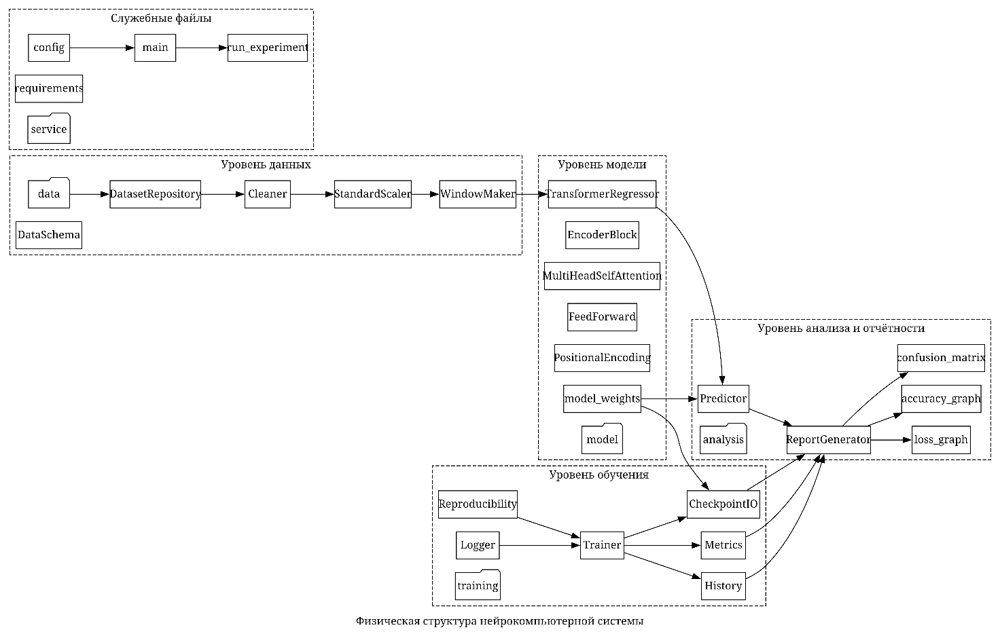 Служебные файлы
config
main
run_experiment
requirements
service
Уровень данных
data
DatasetRepository
Cleaner
StandardScaler
WindowMaker
DataSchema
Уровень модели
TransformerRegressor
EncoderBlock
MultiHeadSelfAttention
FeedForward
PositionalEncoding
model_weights
model
Уровень анализа и отчётности
confusion_matrix
Predictor
accuracy_graph
analysis
ReportGenerator
loss_graph
Уровень обучения
Reproducibility
CheckpointIO
Logger
Trainer
Metrics
training
History
Физическая структура нейрокомпьютерной системы